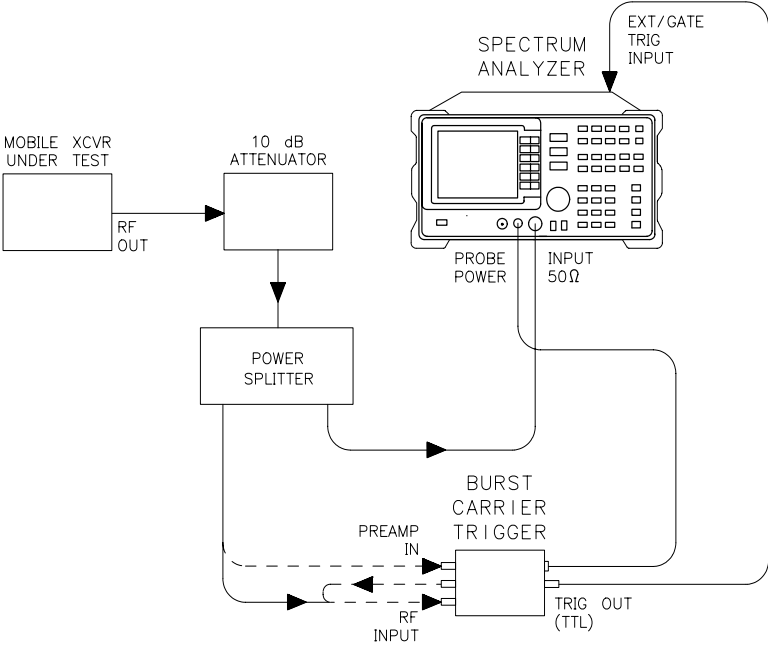 EXT/GATE
TRIG
INPUT
SPECTRUM
ANALYZER
MOBILE XCVR
UNDER TEST
10 dB
ATTENUATOR
RF
OUT
PROBE
POWER
INPUT
50Ω
POWER
SPLITTER
BURST
CARRIER
TRIGGER
PREAMP
IN
RF
INPUT
TRIG OUT
(TTL)